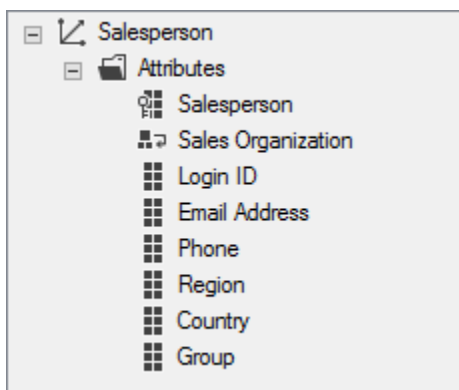 Salesperson
Attributes
Salesperson
Sales Organization
Login ID
Email Address
Phone
Region
Country
Group